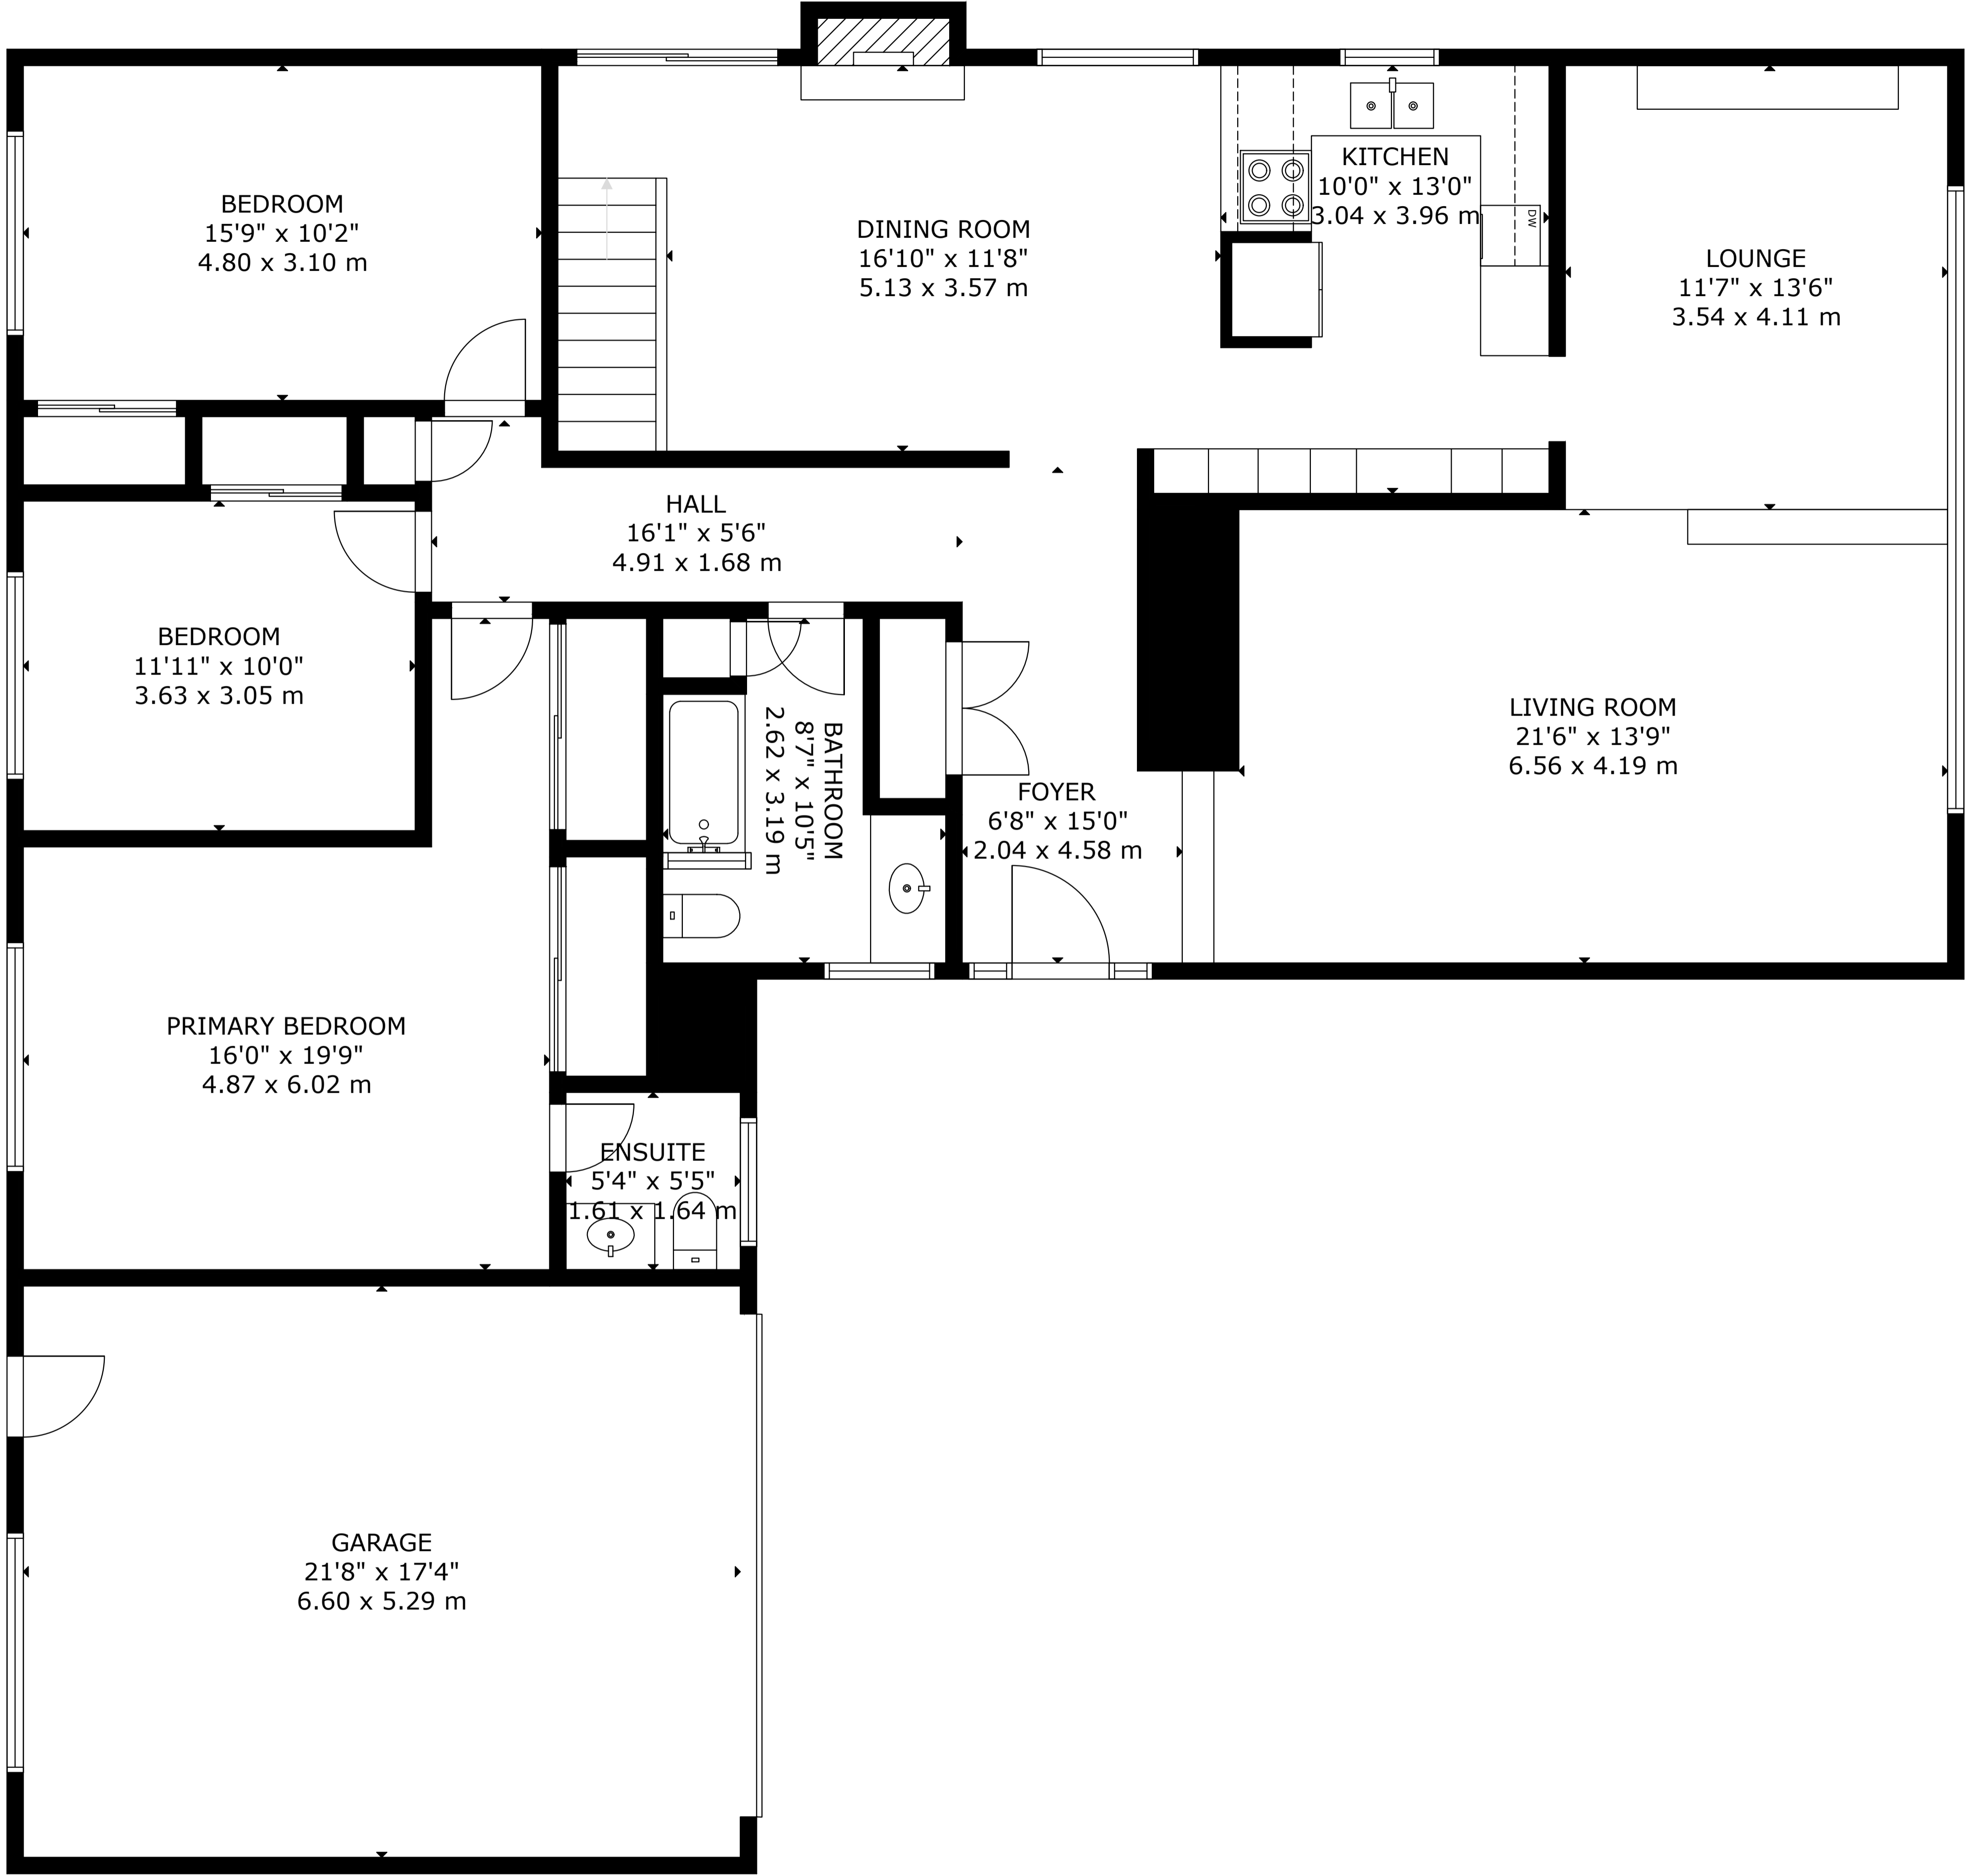 BEDROOM
15'9" x 10'2"
4.80 x 3.10 m
DINING ROOM
16'10" x 11'8"
5.13 x 3.57 m
KITCHEN
10'0" x 13'0"
3.04 x 3.96 m
DW
LOUNGE
11'7" x 13'6"
3.54 x 4.11 m
HALL
16'1" x 5'6"
4.91 x 1.68 m
BEDROOM
11'11" x 10'0"
3.63 x 3.05 m
BATHROOM
8'7" x 10'5"
2.62 x 3.19 m
FOYER
6'8" x 15'0"
2.04 x 4.58 m
LIVING ROOM
21'6" x 13'9"
6.56 x 4.19 m
PRIMARY BEDROOM
16'0" x 19'9"
4.87 x 6.02 m
ENSUITE
5'4" x 5'5"
1.61 x 1.64 m
GARAGE
21'8" x 17'4"
6.60 x 5.29 m